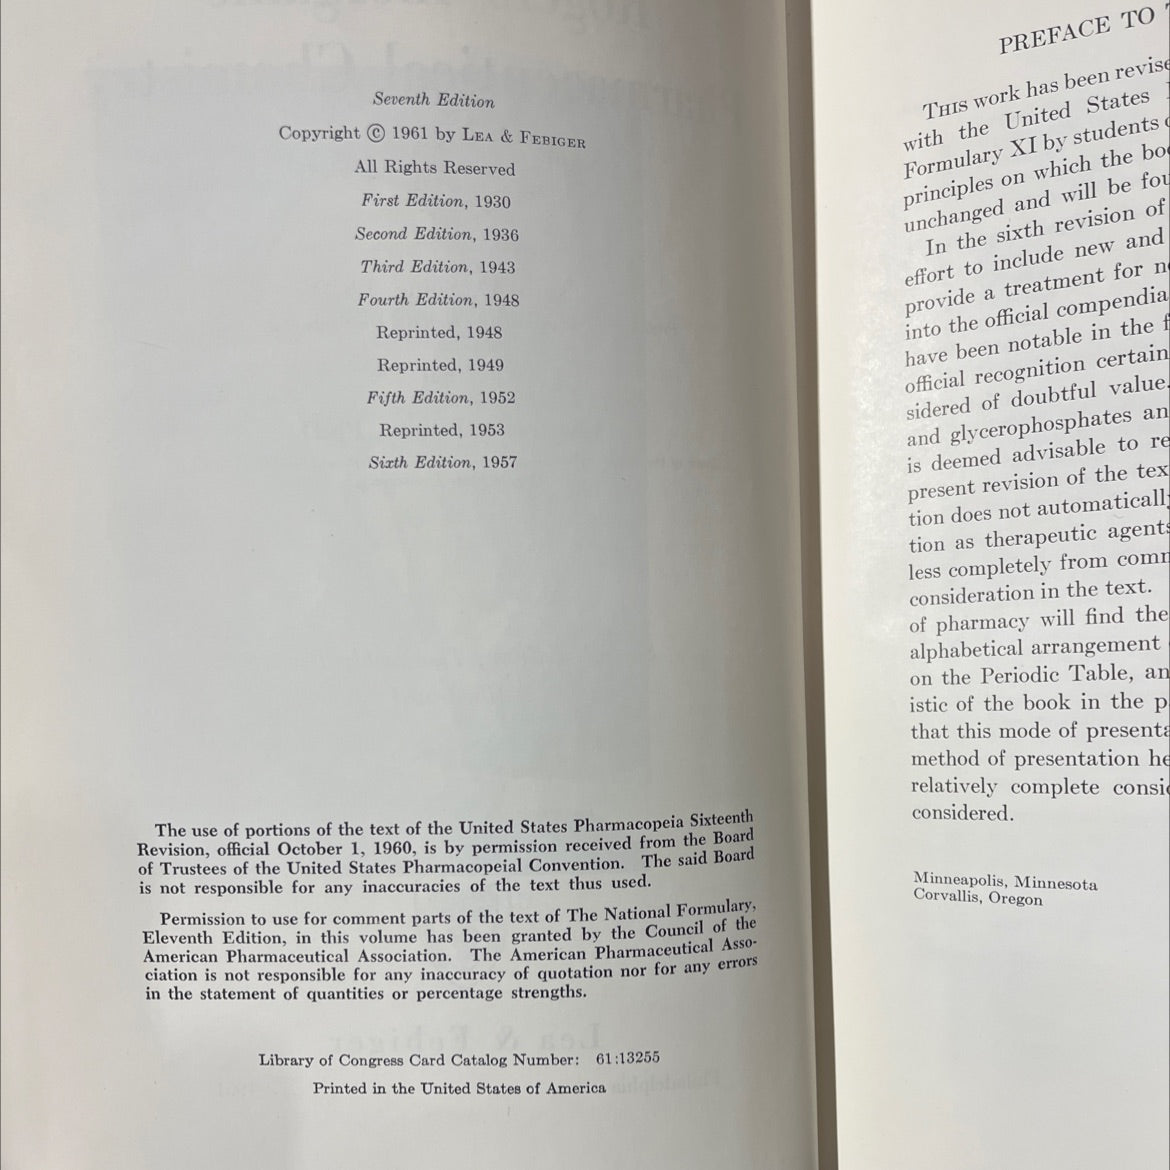 Seventh Edition
Copyright © 1961 by LEA & FEBIGER
All Rights Reserved
First Edition, 1930
Second Edition, 1936
Third Edition, 1943
Fourth Edition, 1948
Reprinted, 1948
Reprinted, 1949
Fifth Edition, 1952
Reprinted, 1953
Sixth Edition, 1957
The use of portions of the text of the United States Pharmacopeia Sixteenth
Revision, official October 1, 1960, is by permission received from the Board
of Trustees of the United States Pharmacopeial Convention. The said Board
is not responsible for any inaccuracies of the text thus used.
Permission to use for comment parts of the text of The National Formulary,
Eleventh Edition, in this volume has been granted by the Council of the
American Pharmaceutical Association. The American Pharmaceutical Asso-
ciation is not responsible for any inaccuracy of quotation nor for any errors
in the statement of quantities or percentage strengths.
Library of Congress Card Catalog Number: 61:13255
Printed in the United States of America
PREFACE TO
THIS work has been
with the United States
Formulary XI by students
principles on which the
unchanged and will be
In the sixth revision of
effort to include new and
provide a treatment for
into the official compendia
have been notable in the
official recognition certain
sidered of doubtful value.
and glycerophosphates
is deemed advisable to
present revision of the
tion does not automatically
tion as therapeutic agents
less completely from
consideration in the text.
of pharmacy will find the
alphabetical arrangement
on the Periodic Table,
istic of the book in the
that this mode of
method of presentation
relatively complete
considered.
Minneapolis, Minnesota
Corvallis, Oregon